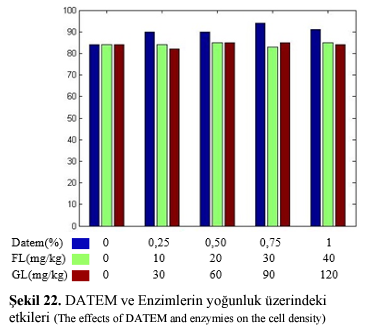 100
90
80
70
60
50
40
30
20
10
0
Datem(%) 0 0,25 0,50 0,75 1
FL(mg/kg) 0 10 20 30 40
GL(mg/kg) 0 30 60 90 120
Şekil 22. DATEM ve Enzimlerin yoğunluk üzerindeki
etkileri (The effects of DATEM and enzymies on the cell density)